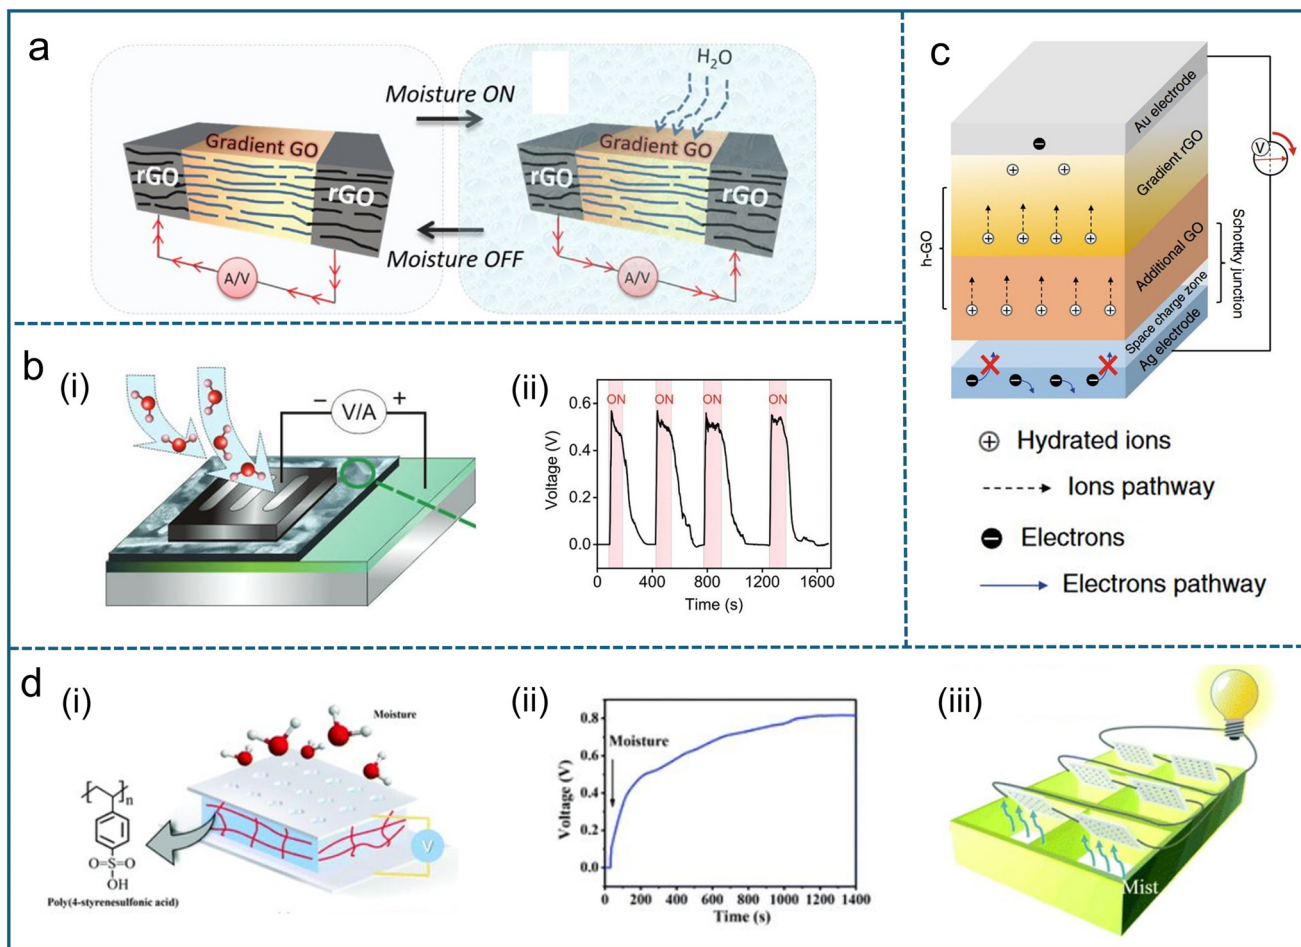 a
Moisture ON
Moisture OFF
Gradient GO
rGO
rGO
A/V
H₂O
Gradient GO
rGO
rGO
A/V
b
(i)
− V/A +
(ii)
ON
ON
ON
ON
Voltage (V)
0.6
0.4
0.2
0.0
0
400
800
1200
1600
Time (s)
c
Au electrode
Gradient rGO
Additional GO
Space charge zone
Ag electrode
Schottky junction
h-GO
V
Hydrated ions
Ions pathway
Electrons
Electrons pathway
d
(i)
Moisture
V
n
O=S=O
OH
Poly(4-styrenesulfonic acid)
(ii)
Moisture
Voltage (V)
0.8
0.6
0.4
0.2
0.0
0 200 400 600 800 1000 1200 1400
Time (s)
(iii)
Mist